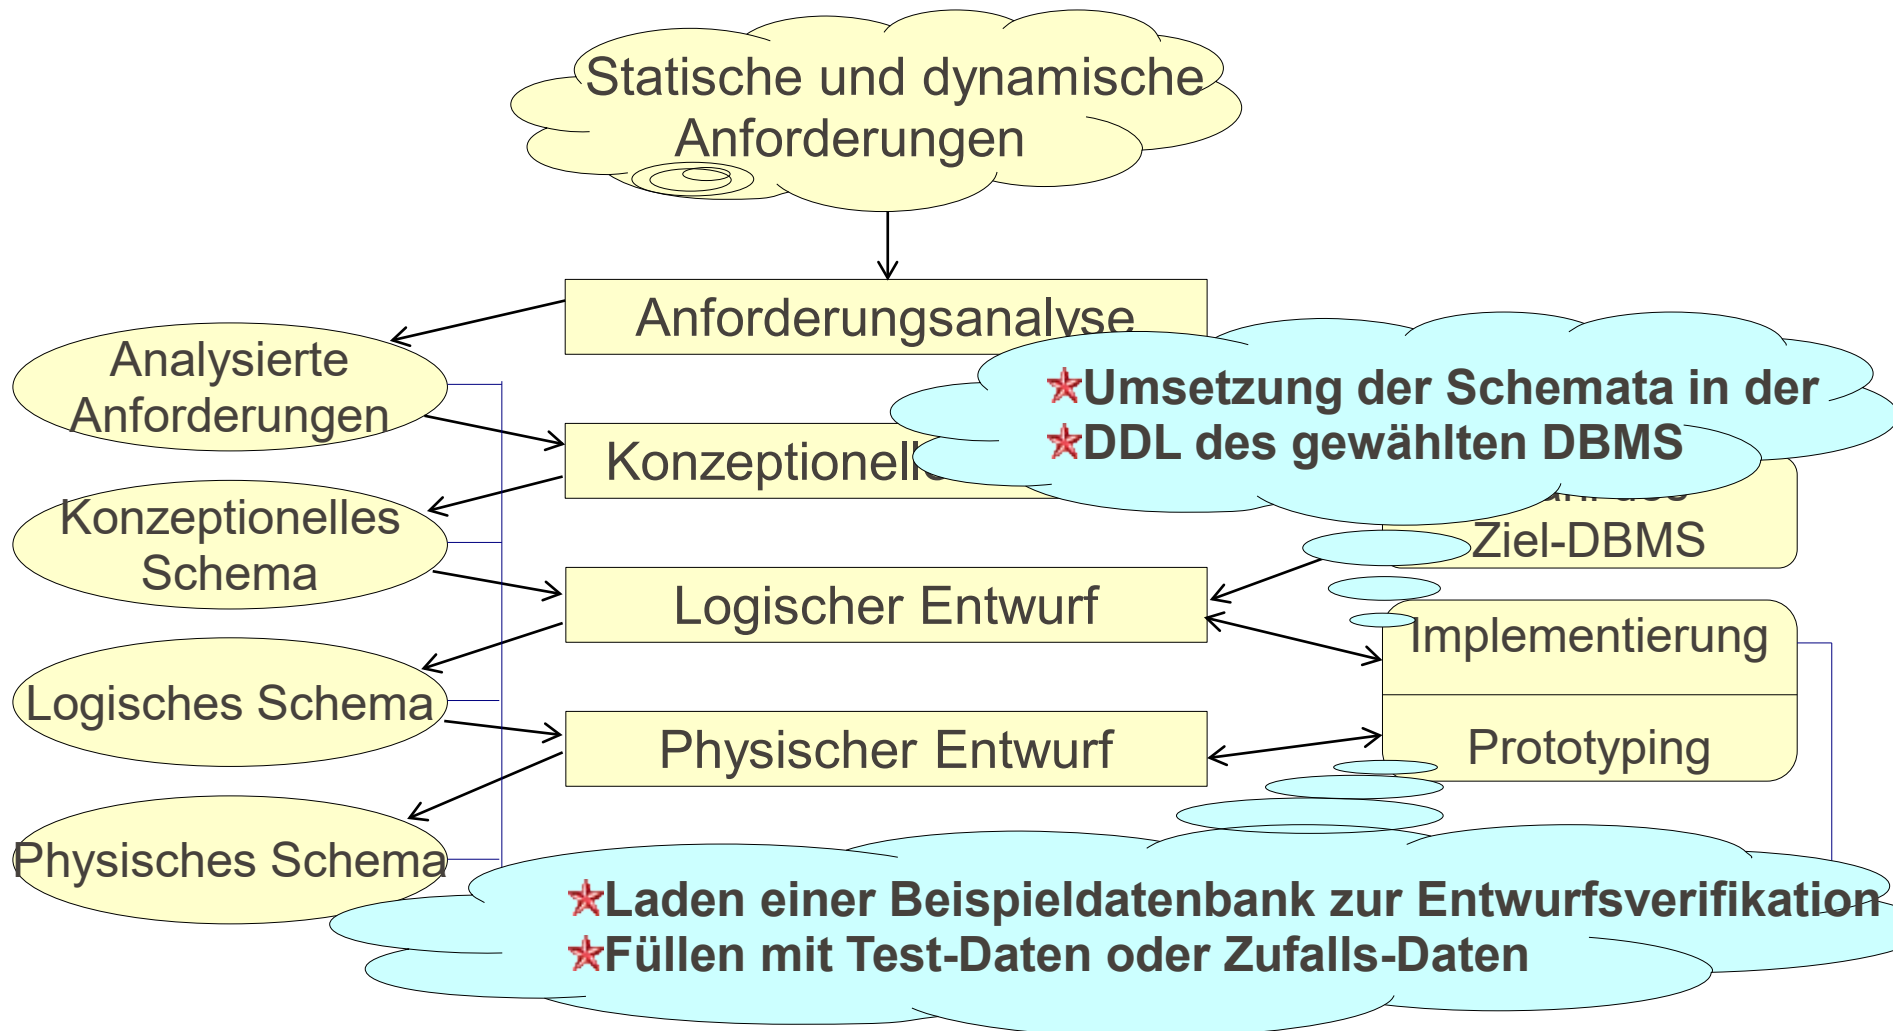 Statische und dynamische
Anforderungen
Anforderungsanalyse
Analysierte
Anforderungen
Umsetzung der Schemata in der
DDL des gewählten DBMS
Ziel-DBMS
Konzeptionelles
Schema
Logischer Entwurf
Implementierung
Logisches Schema
Physischer Entwurf
Prototyping
Physisches Schema
Laden einer Beispieldatenbank zur Entwurfsverifikation
Füllen mit Test-Daten oder Zufalls-Daten